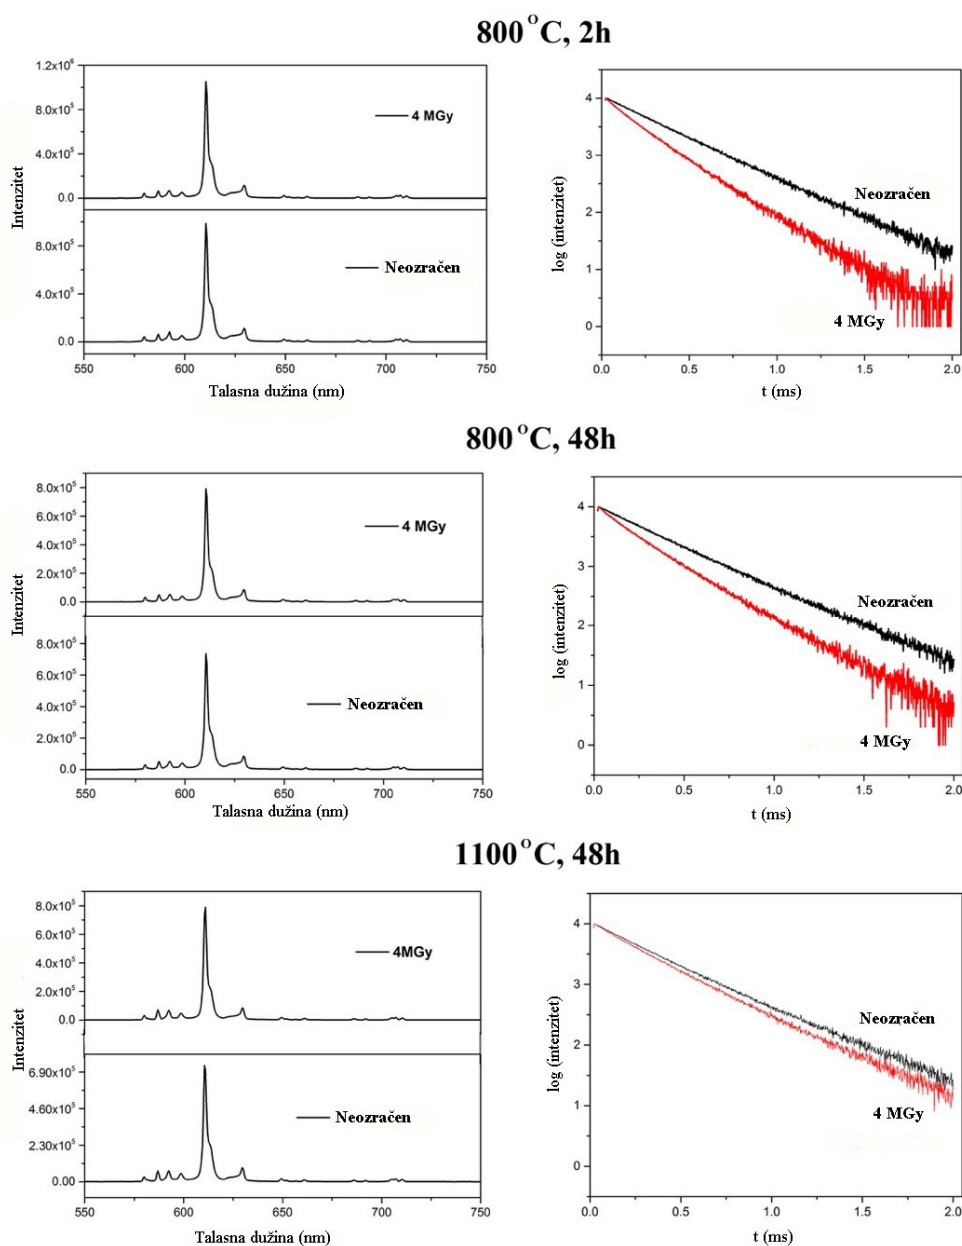 800°C, 2h
1.2x10⁶
8.0x10⁵
4.0x10⁵
0.0
4 MGy
8.0x10⁵
4.0x10⁵
0.0
Neozračen
Intenzitet
550 600 650 700 750
Talasna dužina (nm)
4
3
2
1
0
log (intenzitet)
Neozračen
4 MGy
0.0 0.5 1.0 1.5 2.0
t (ms)
800°C, 48h
8.0x10⁵
6.0x10⁵
4.0x10⁵
2.0x10⁵
0.0
4 MGy
8.0x10⁵
6.0x10⁵
4.0x10⁵
2.0x10⁵
0.0
Neozračen
Intenzitet
550 600 650 700 750
Talasna dužina (nm)
4
3
2
1
0
log (intenzitet)
Neozračen
4 MGy
0.0 0.5 1.0 1.5 2.0
t (ms)
1100°C, 48h
8.0x10⁵
6.0x10⁵
4.0x10⁵
2.0x10⁵
0.0
4MGy
6.90x10⁵
4.60x10⁵
2.30x10⁵
0.00
Neozračen
Intenzitet
550 600 650 700 750
Talasna dužina (nm)
4
3
2
1
0
log (intenzitet)
Neozračen
4 MGy
0.0 0.5 1.0 1.5 2.0
t (ms)